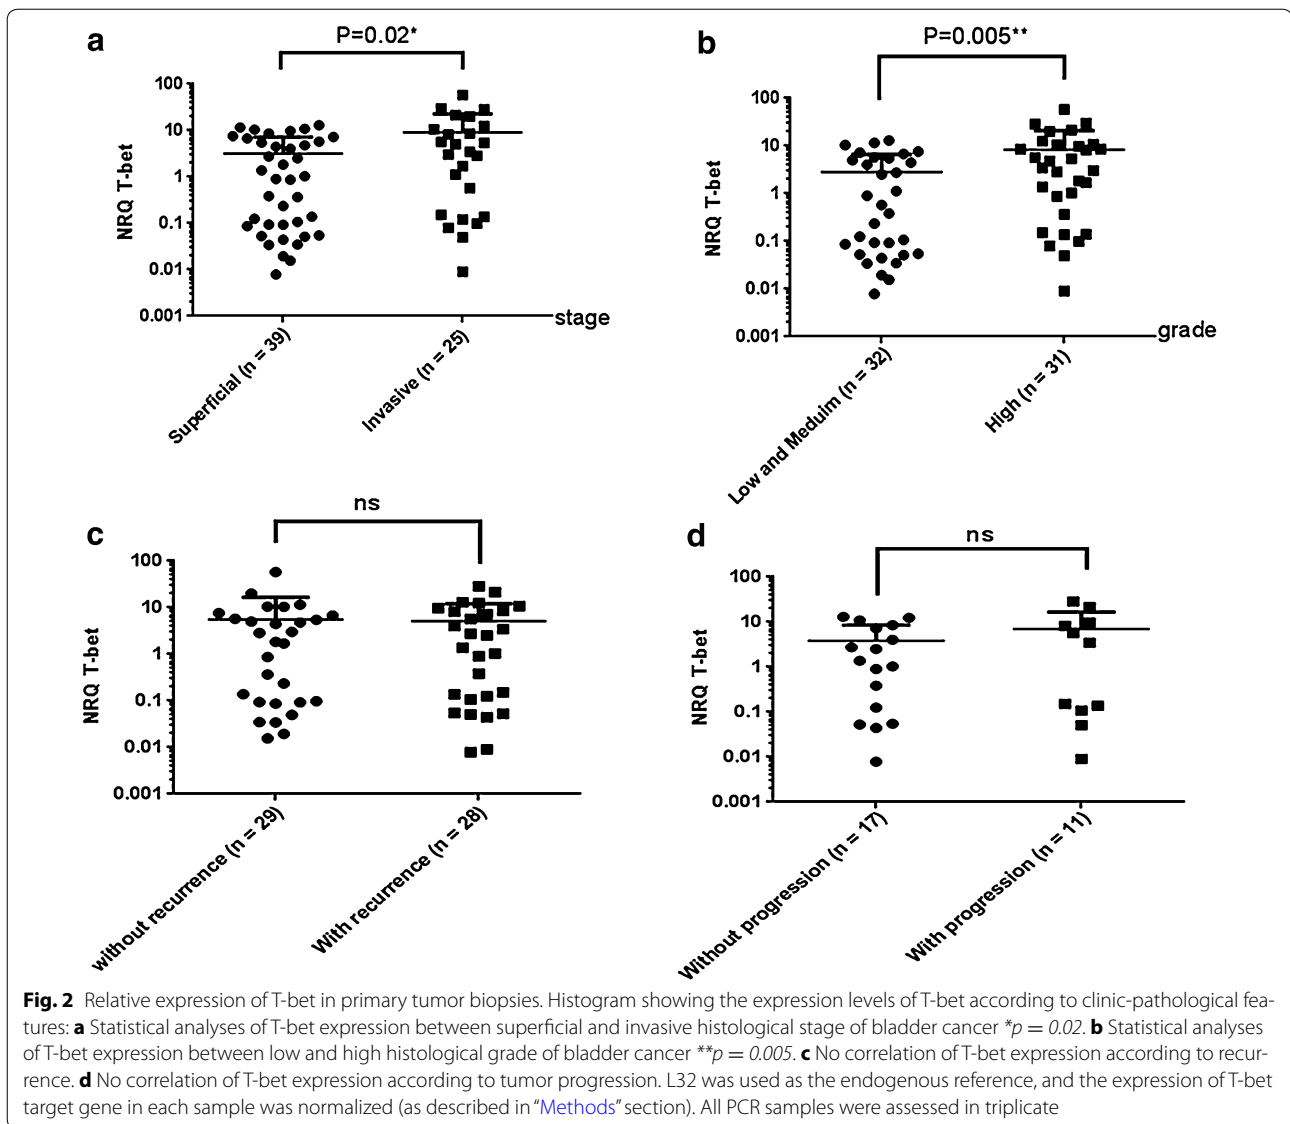 a
P=0.02*
NRQ T-bet
100
10
1
0.1
0.01
0.001
stage
Superficial (n = 39)
Invasive (n = 25)
b
P=0.005**
NRQ T-bet
100
10
1
0.1
0.01
0.001
grade
Low and Meduim (n = 32)
High (n = 31)
c
ns
NRQ T-bet
100
10
1
0.1
0.01
0.001
without recurrence (n = 29)
With recurrence (n = 28)
d
ns
NRQ T-bet
100
10
1
0.1
0.01
0.001
Without progression (n = 17)
With progression (n = 11)
Fig. 2 Relative expression of T-bet in primary tumor biopsies. Histogram showing the expression levels of T-bet according to clinic-pathological fea-
tures: a Statistical analyses of T-bet expression between superficial and invasive histological stage of bladder cancer *p = 0.02. b Statistical analyses
of T-bet expression between low and high histological grade of bladder cancer **p = 0.005. c No correlation of T-bet expression according to recur-
rence. d No correlation of T-bet expression according to tumor progression. L32 was used as the endogenous reference, and the expression of T-bet
target gene in each sample was normalized (as described in “Methods” section). All PCR samples were assessed in triplicate